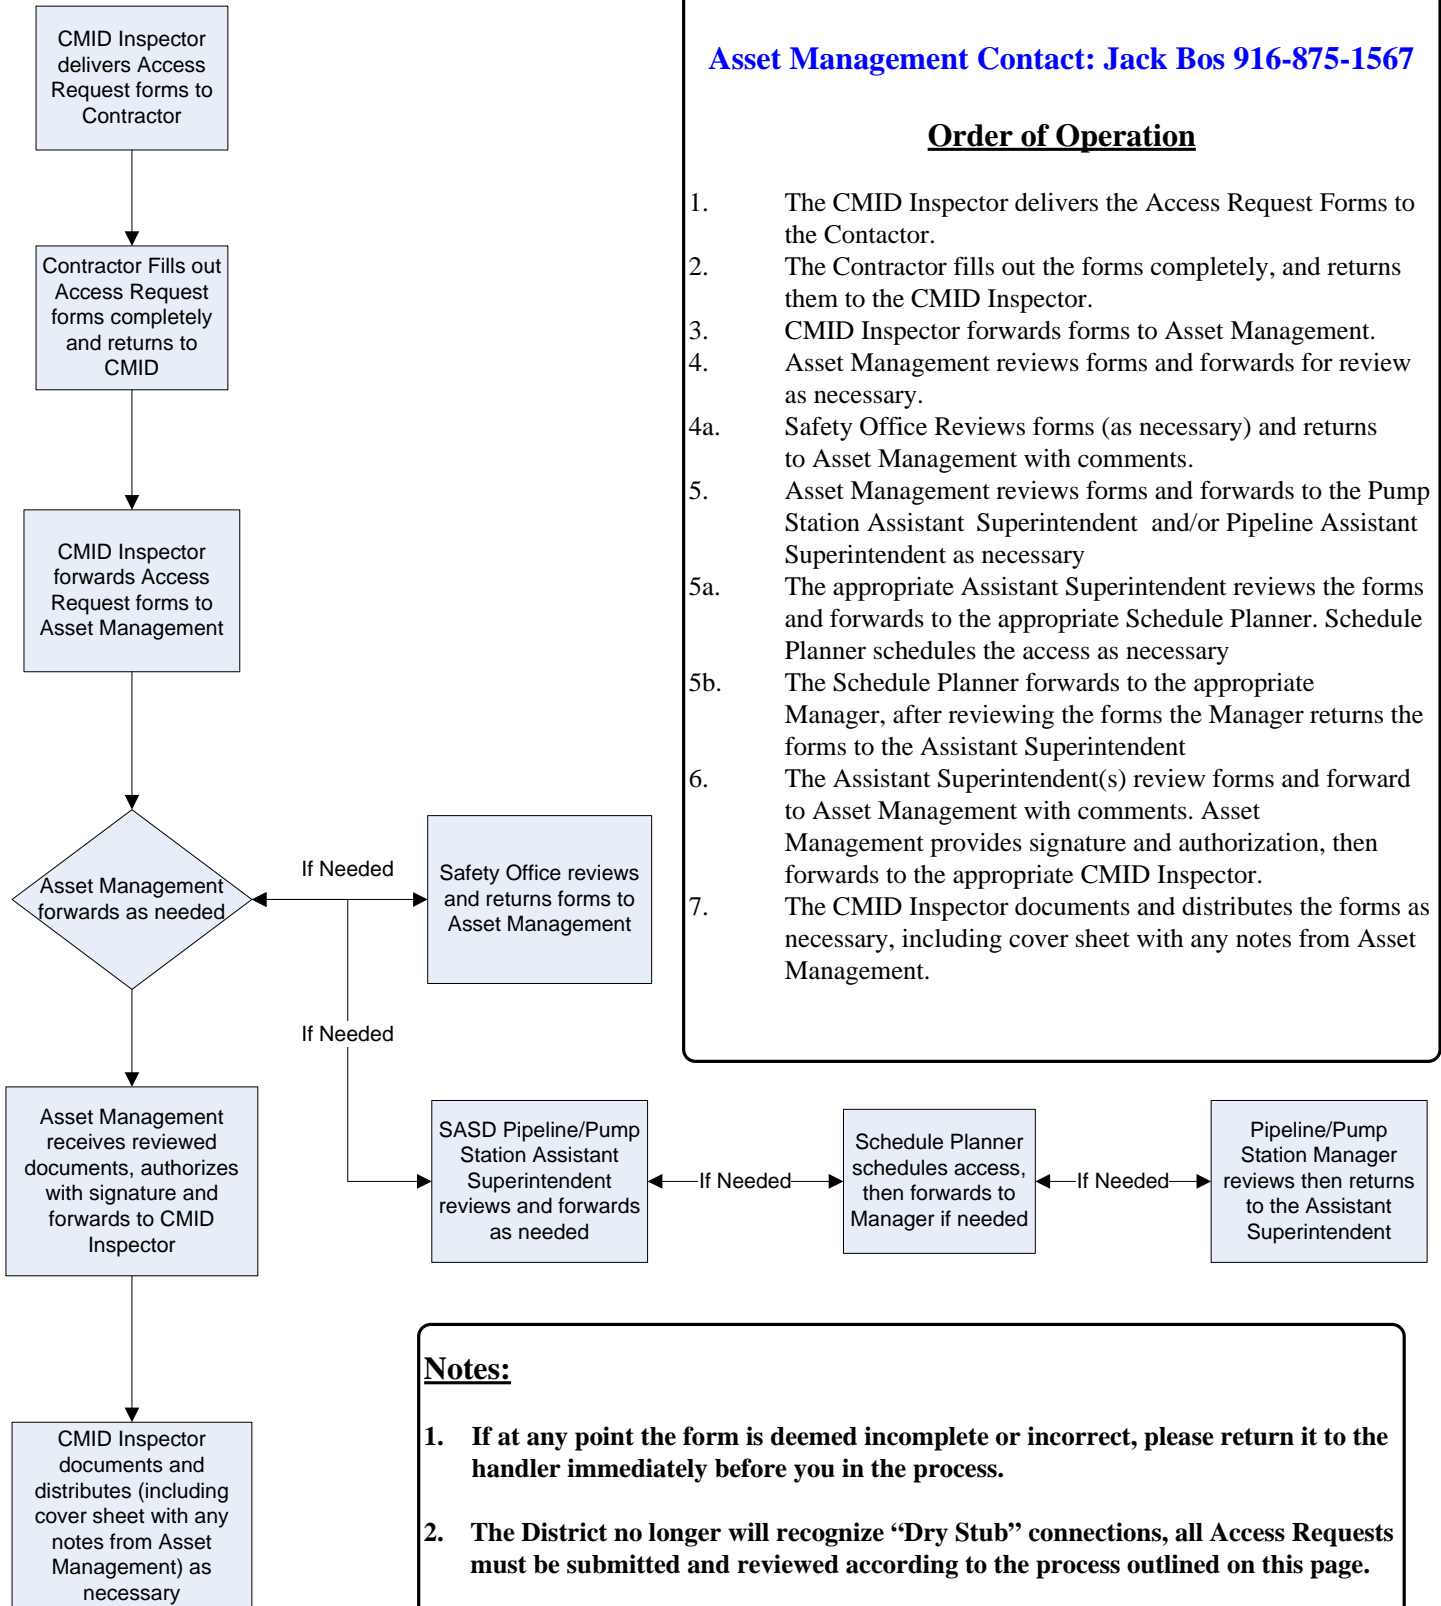 CMID Inspector
delivers Access
Request forms to
Contractor
Contractor Fills out
Access Request
forms completely
and returns to
CMID
CMID Inspector
forwards Access
Request forms to
Asset Management
Asset Management
forwards as needed
If Needed
Safety Office reviews
and returns forms to
Asset Management
If Needed
Asset Management
receives reviewed
documents, authorizes
with signature and
forwards to CMID
Inspector
SASD Pipeline/Pump
Station Assistant
Superintendent
reviews and forwards
as needed
If Needed
Schedule Planner
schedules access,
then forwards to
Manager if needed
If Needed
Pipeline/Pump
Station Manager
reviews then returns
to the Assistant
Superintendent
CMID Inspector
documents and
distributes (including
cover sheet with any
notes from Asset
Management) as
necessary
Asset Management Contact: Jack Bos 916-875-1567
Order of Operation
1. The CMID Inspector delivers the Access Request Forms to
the Contactor.
2. The Contractor fills out the forms completely, and returns
them to the CMID Inspector.
3. CMID Inspector forwards forms to Asset Management.
4. Asset Management reviews forms and forwards for review
as necessary.
4a. Safety Office Reviews forms (as necessary) and returns
to Asset Management with comments.
5. Asset Management reviews forms and forwards to the Pump
Station Assistant Superintendent and/or Pipeline Assistant
Superintendent as necessary
5a. The appropriate Assistant Superintendent reviews the forms
and forwards to the appropriate Schedule Planner. Schedule
Planner schedules the access as necessary
5b. The Schedule Planner forwards to the appropriate
Manager, after reviewing the forms the Manager returns the
forms to the Assistant Superintendent
6. The Assistant Superintendent(s) review forms and forward
to Asset Management with comments. Asset
Management provides signature and authorization, then
forwards to the appropriate CMID Inspector.
7. The CMID Inspector documents and distributes the forms as
necessary, including cover sheet with any notes from Asset
Management.
Notes:
1. If at any point the form is deemed incomplete or incorrect, please return it to the
handler immediately before you in the process.
2. The District no longer will recognize “Dry Stub” connections, all Access Requests
must be submitted and reviewed according to the process outlined on this page.